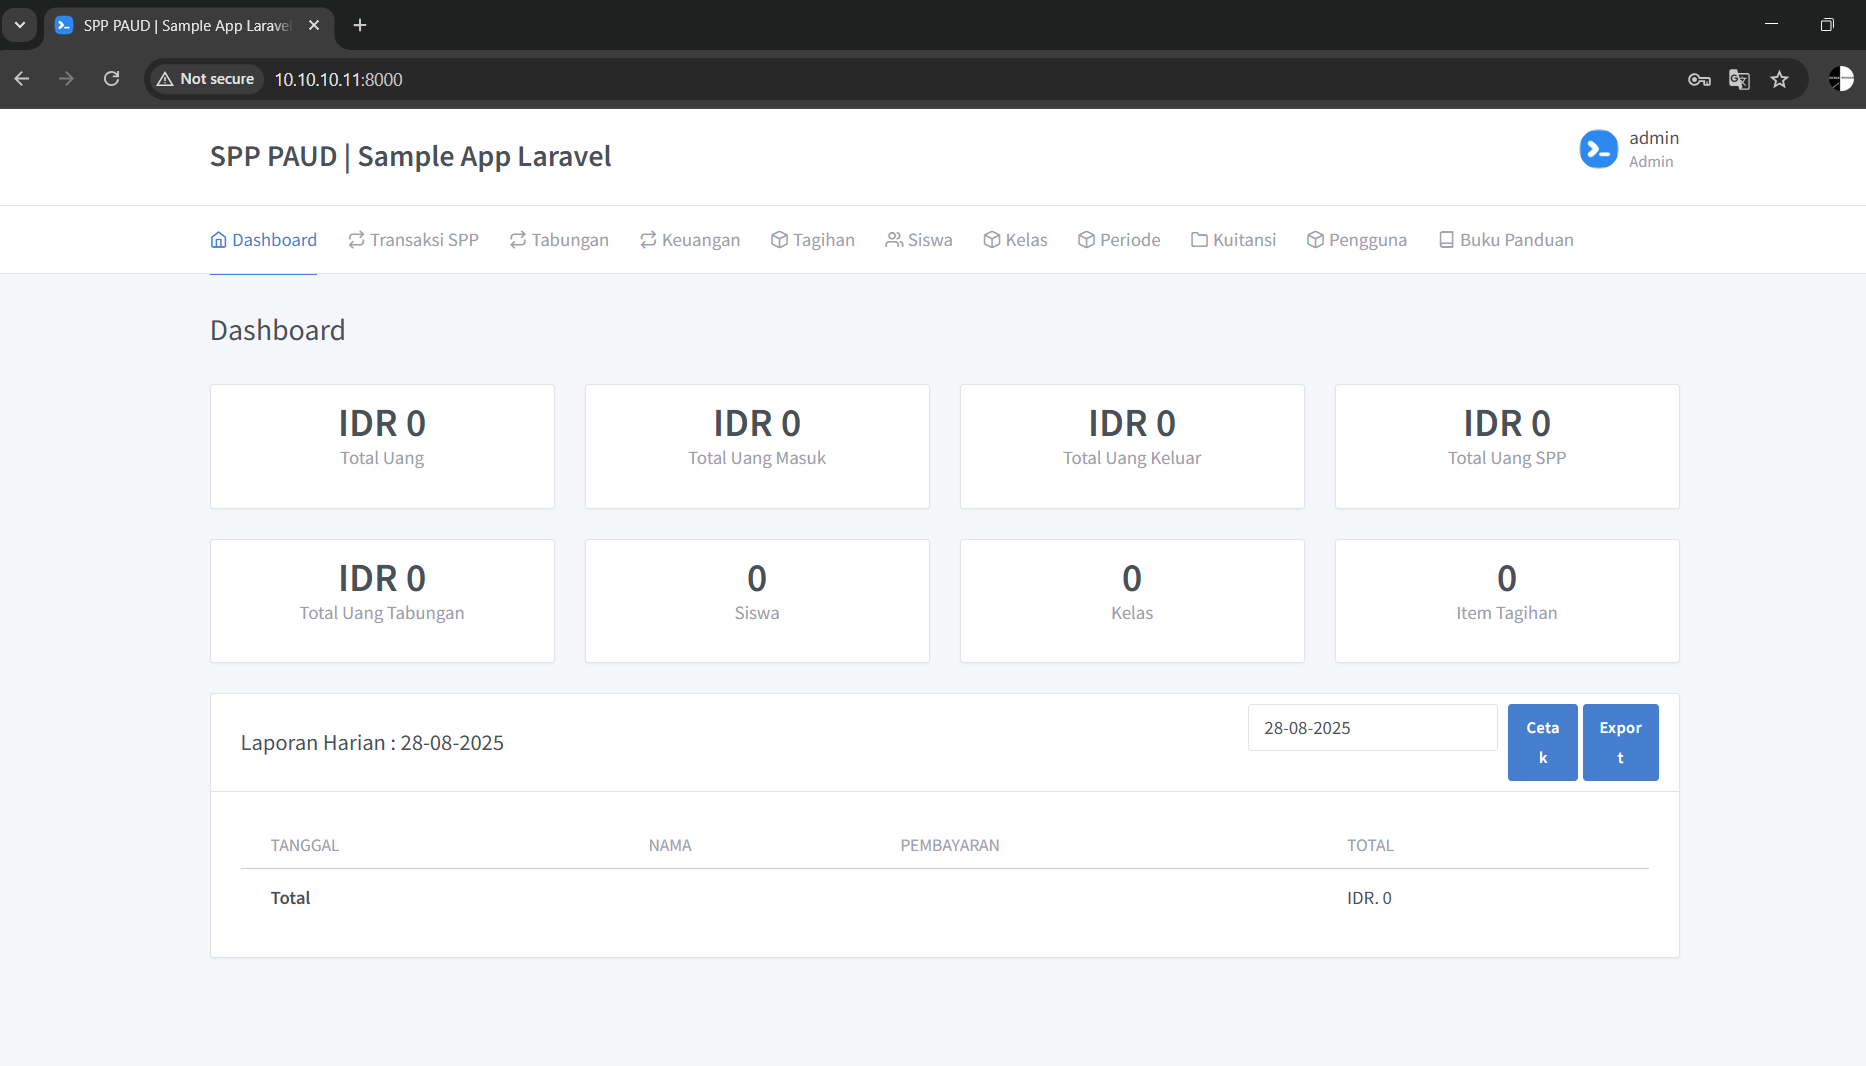 SPP PAUD | Sample App Larave
Not secure
10.10.10.11:8000
SPP PAUD | Sample App Laravel
admin
Admin
Dashboard
Transaksi SPP
Tabungan
Keuangan
Tagihan
Siswa
Kelas
Periode
Kuitansi
Pengguna
Buku Panduan
Dashboard
IDR 0
Total Uang
IDR 0
Total Uang Masuk
IDR 0
Total Uang Keluar
IDR 0
Total Uang SPP
IDR 0
Total Uang Tabungan
0
Siswa
0
Kelas
0
Item Tagihan
Laporan Harian : 28-08-2025
28-08-2025
Ceta
k
Expor
t
TANGGAL NAMA PEMBAYARAN TOTAL
Total IDR. 0